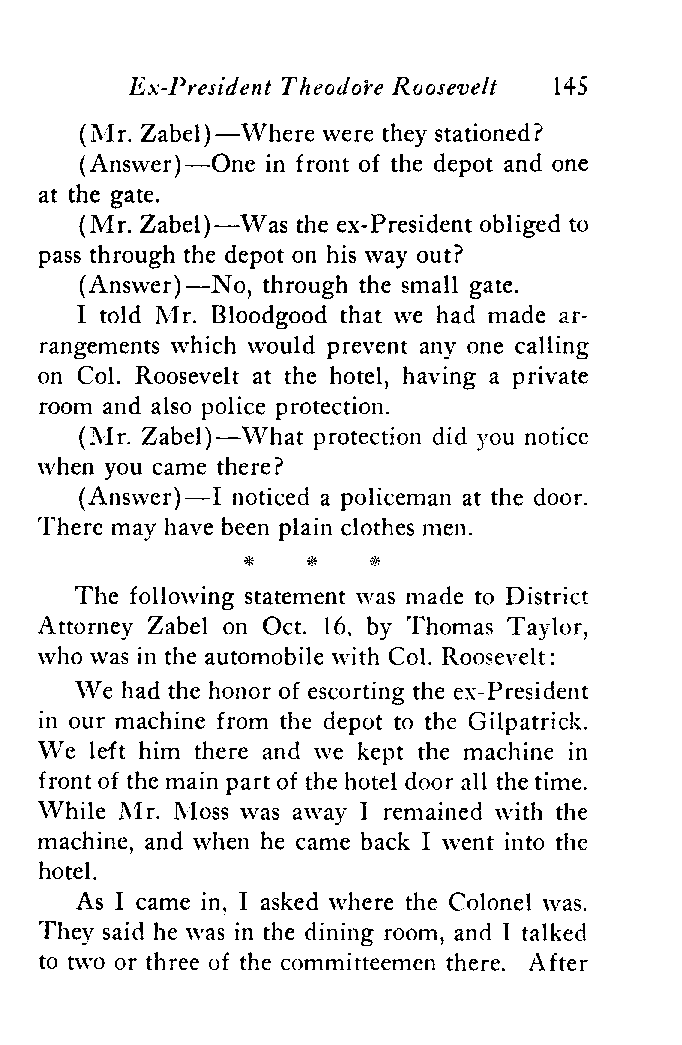 Ex-President Theodore Roosevelt 145
(Mr. Zabel)—Where were they stationed?
(Answer)—One in front of the depot and one
at the gate.
(Mr. Zabel)—Was the ex-President obliged to
pass through the depot on his way out?
(Answer)—No, through the small gate.
I told Mr. Bloodgood that we had made ar-
rangements which would prevent any one calling
on Col. Roosevelt at the hotel, having a private
room and also police protection.
(Mr. Zabel)—What protection did you notice
when you came there?
(Answer)—I noticed a policeman at the door.
There may have been plain clothes men.
* * *
The following statement was made to District
Attorney Zabel on Oct. 16, by Thomas Taylor,
who was in the automobile with Col. Roosevelt:
We had the honor of escorting the ex-President
in our machine from the depot to the Gilpatrick.
We left him there and we kept the machine in
front of the main part of the hotel door all the time.
While Mr. Moss was away I remained with the
machine, and when he came back I went into the
hotel.
As I came in, I asked where the Colonel was.
They said he was in the dining room, and I talked
to two or three of the committeemen there. After